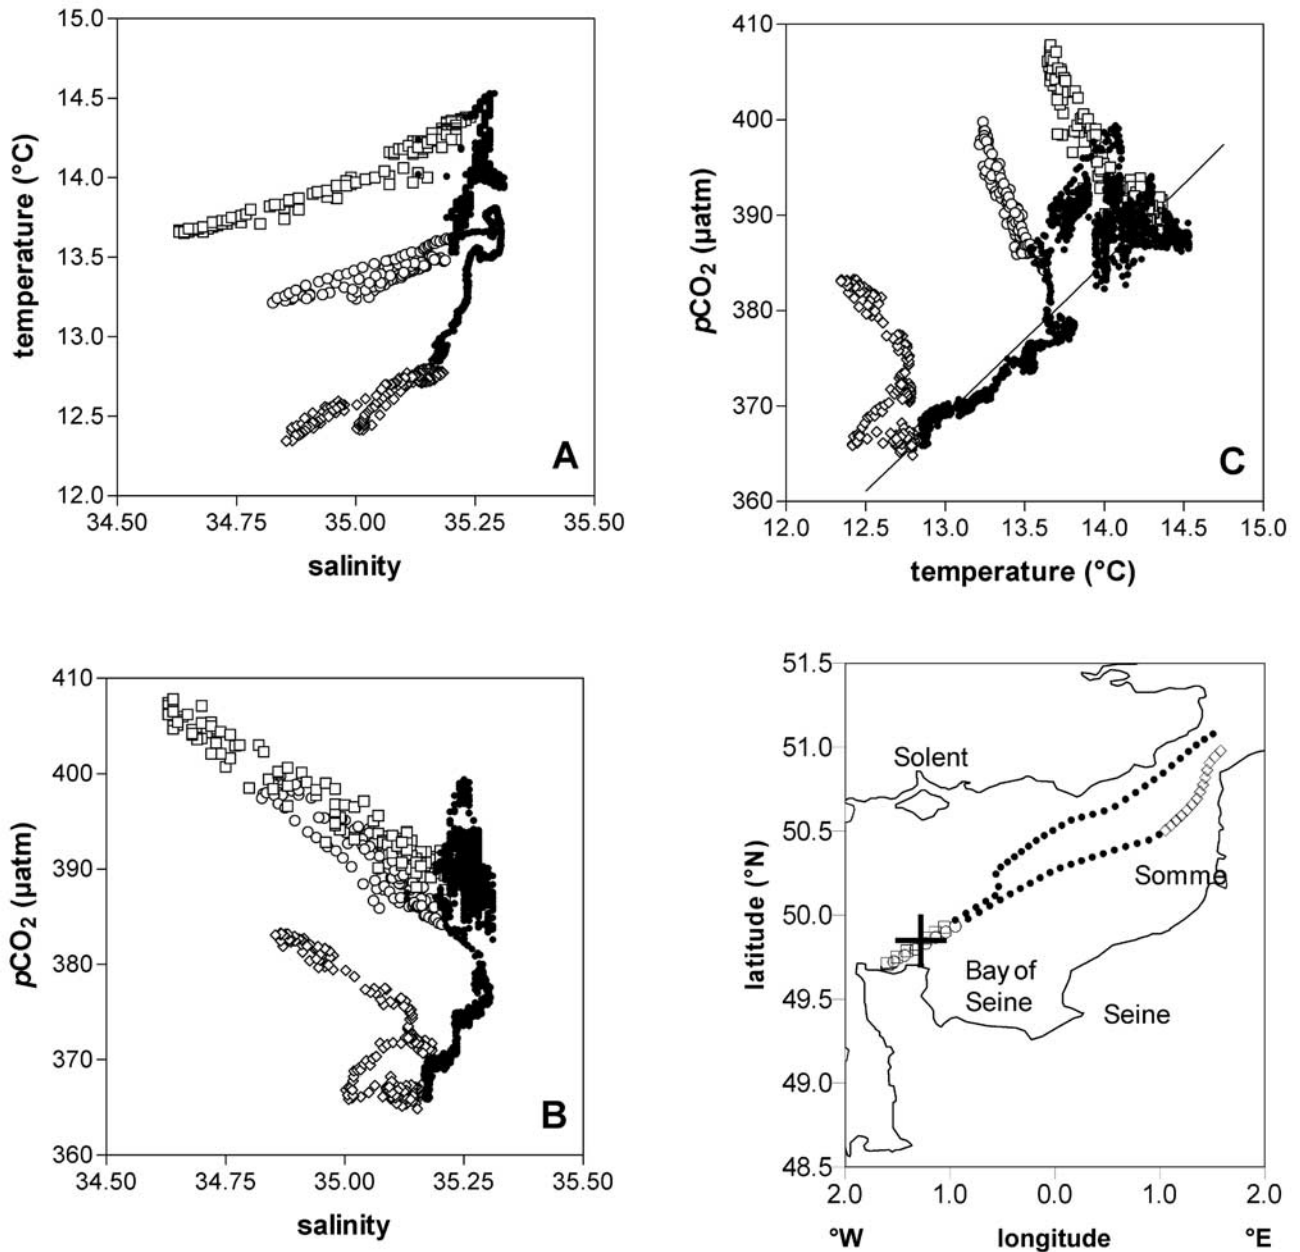 15.0
14.5
14.0
13.5
13.0
12.5
12.0
temperature (°C)
A
34.50 34.75 35.00 35.25 35.50
salinity
410
400
390
380
370
360
pCO2 (µatm)
C
12.0 12.5 13.0 13.5 14.0 14.5 15.0
temperature (°C)
410
400
390
380
370
360
pCO2 (µatm)
B
34.50 34.75 35.00 35.25 35.50
salinity
51.5
51.0
50.5
50.0
49.5
49.0
48.5
latitude (°N)
Solent
Somme
Bay of
Seine
Seine
2.0 1.0 0.0 1.0 2.0
°W longitude °E